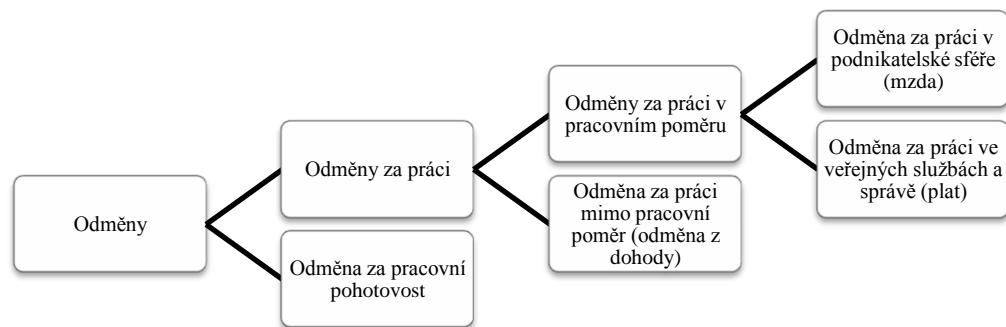 Odměny
Odměny za práci
Odměna za pracovní
pohotovost
Odměny za práci v
pracovním poměru
Odměna za práci
mimo pracovní
poměr (odměna z
dohody)
Odměna za práci v
podnikatelské sféře
(mzda)
Odměna za práci ve
veřejných službách a
správě (plat)